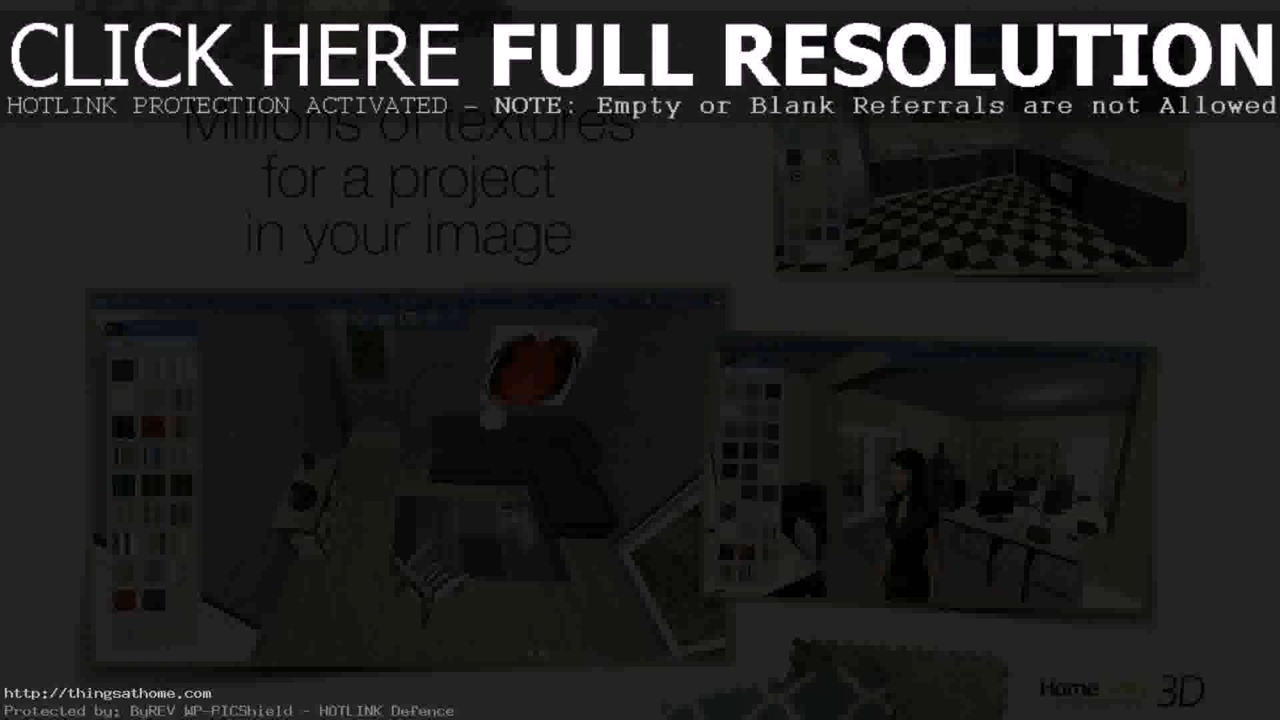 CLICK HERE FULL RESOLUTION
HOTLINK PROTECTION ACTIVATED - NOTE: Empty or Blank Referrals are not Allowed
Millions of textures
for a project
in your image
Home 3D
http://thingsathome.com
Protected by: ByREV WP-PICShield - HOTLINK Defence